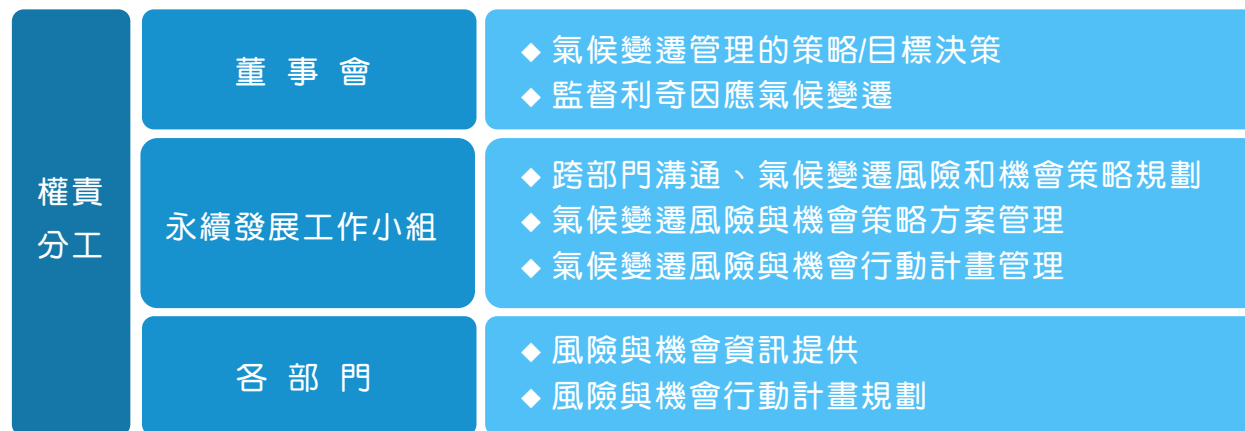 權責
分工
董事會
◆ 氣候變遷管理的策略/目標決策
◆ 監督利奇因應氣候變遷
永續發展工作小組
◆ 跨部門溝通、氣候變遷風險和機會策略規劃
◆ 氣候變遷風險與機會策略方案管理
◆ 氣候變遷風險與機會行動計畫管理
各部門
◆ 風險與機會資訊提供
◆ 風險與機會行動計畫規劃